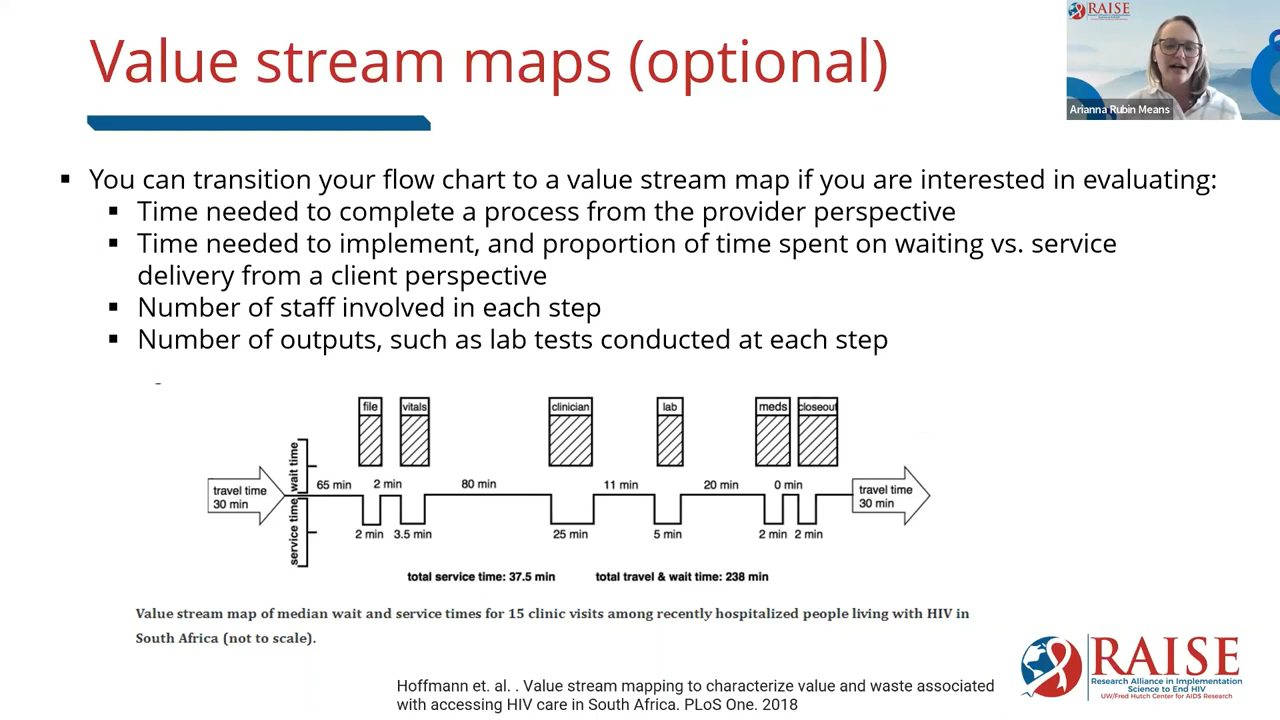 Value stream maps (optional)
RAISE
Arianna Rubin Means
▪ You can transition your flow chart to a value stream map if you are interested in evaluating:
▪ Time needed to complete a process from the provider perspective
▪ Time needed to implement, and proportion of time spent on waiting vs. service
delivery from a client perspective
▪ Number of staff involved in each step
▪ Number of outputs, such as lab tests conducted at each step
file vitals clinician lab meds closeout
wait time
65 min 2 min 80 min 11 min 20 min 0 min
travel time
30 min
travel time
30 min
service time
2 min 3.5 min 25 min 5 min 2 min 2 min
total service time: 37.5 min total travel & wait time: 238 min
Value stream map of median wait and service times for 15 clinic visits among recently hospitalized people living with HIV in
South Africa (not to scale).
RAISE
Research Alliance in Implementation
Science to End HIV
UW/Fred Hutch Center for AIDS Research
Hoffmann et. al. . Value stream mapping to characterize value and waste associated
with accessing HIV care in South Africa. PLoS One. 2018